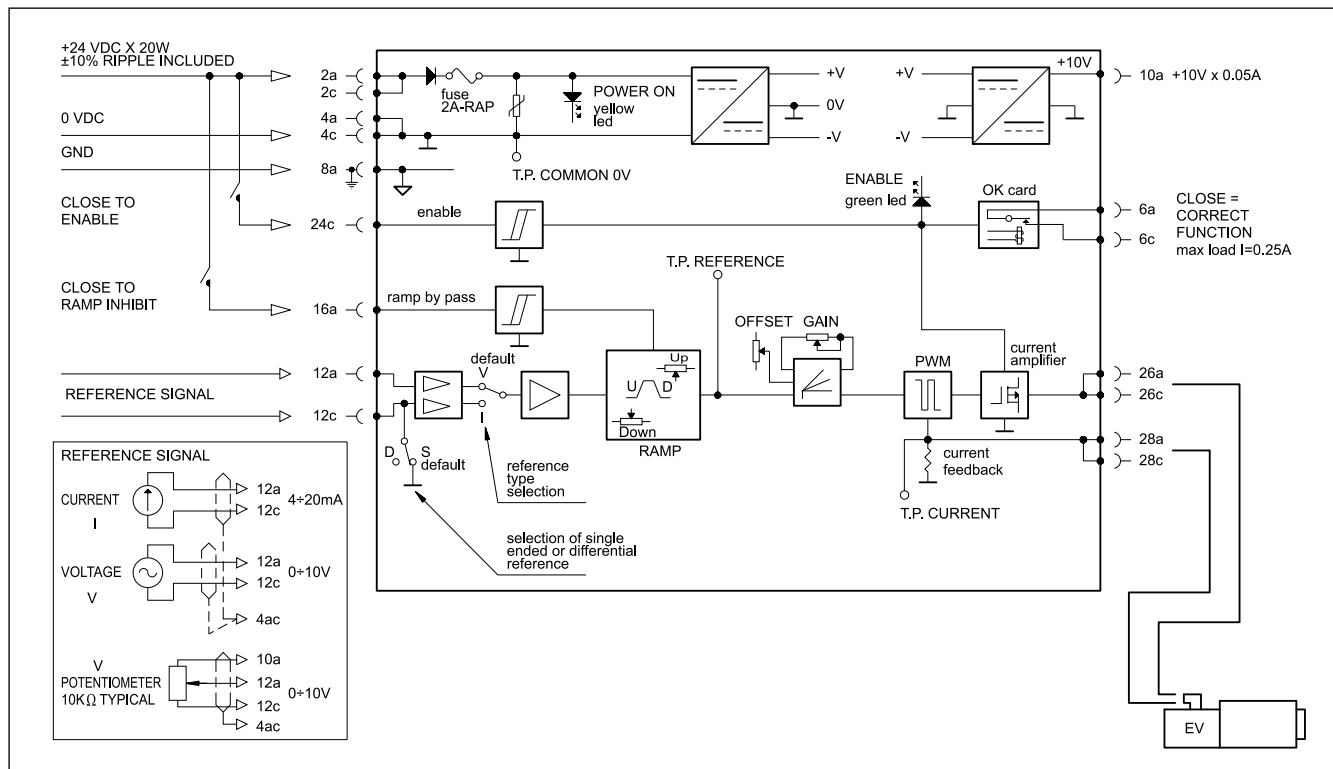 +24 VDC X 20W
±10% RIPPLE INCLUDED
2a
2c
fuse
2A-RAP
POWER ON
yellow
led
+V
0V
-V
+V
-V
+10V
10a +10V x 0.05A
0 VDC
4a
4c
GND
8a
T.P. COMMON 0V
CLOSE TO
ENABLE
24c
enable
ENABLE
green led
OK card
6a
6c
CLOSE =
CORRECT
FUNCTION
max load I=0.25A
CLOSE TO
RAMP INHIBIT
16a
ramp by pass
T.P. REFERENCE
OFFSET
GAIN
12a
REFERENCE SIGNAL
12c
default
V
I
D
S
default
U
D
Up
Down
RAMP
PWM
current
amplifier
26a
26c
28a
28c
current
feedback
T.P. CURRENT
reference
type
selection
selection of single
ended or differential
reference
REFERENCE SIGNAL
CURRENT
I
12a
12c
4÷20mA
VOLTAGE
V
12a
12c
0÷10V
4ac
V
POTENTIOMETER
10KΩ TYPICAL
10a
12a
12c
0÷10V
4ac
EV